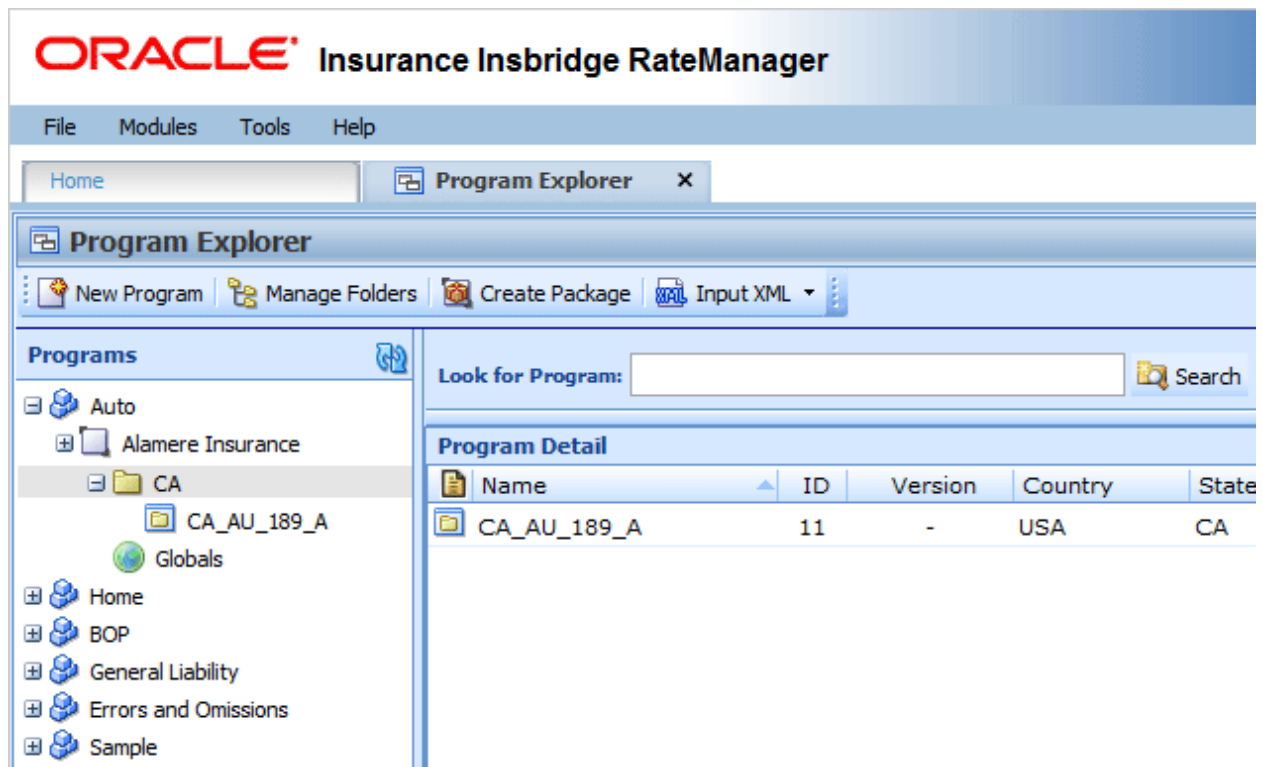 ORACLE Insurance Insbridge RateManager
File Modules Tools Help
Home Program Explorer ×
Program Explorer
New Program Manage Folders Create Package XML Input XML
Programs
Auto
Alamere Insurance
CA
CA_AU_189_A
Globals
Home
BOP
General Liability
Errors and Omissions
Sample
Look for Program: Search
Program Detail
Name ID Version Country State
CA_AU_189_A 11 - USA CA